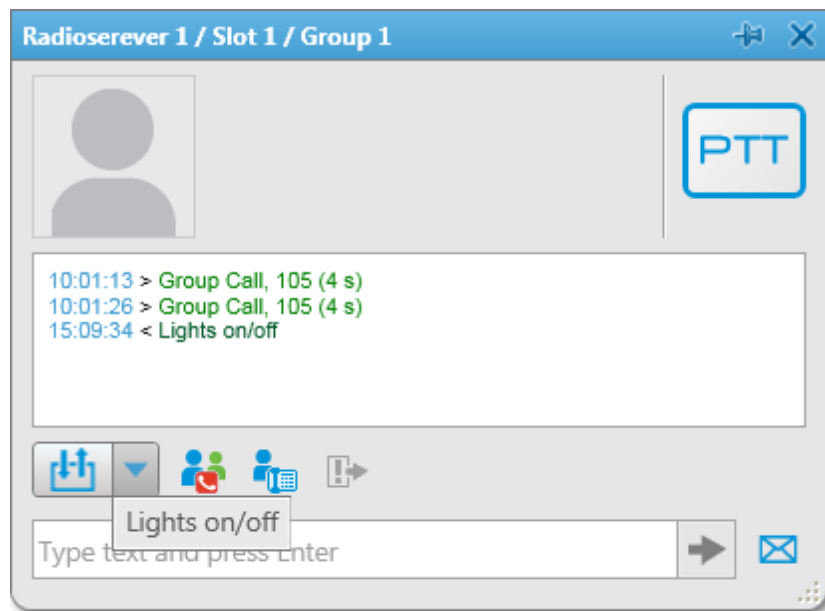 Radioserever 1 / Slot 1 / Group 1
PTT
10:01:13 > Group Call, 105 (4 s)
10:01:26 > Group Call, 105 (4 s)
15:09:34 < Lights on/off
Lights on/off
Type text and press Enter